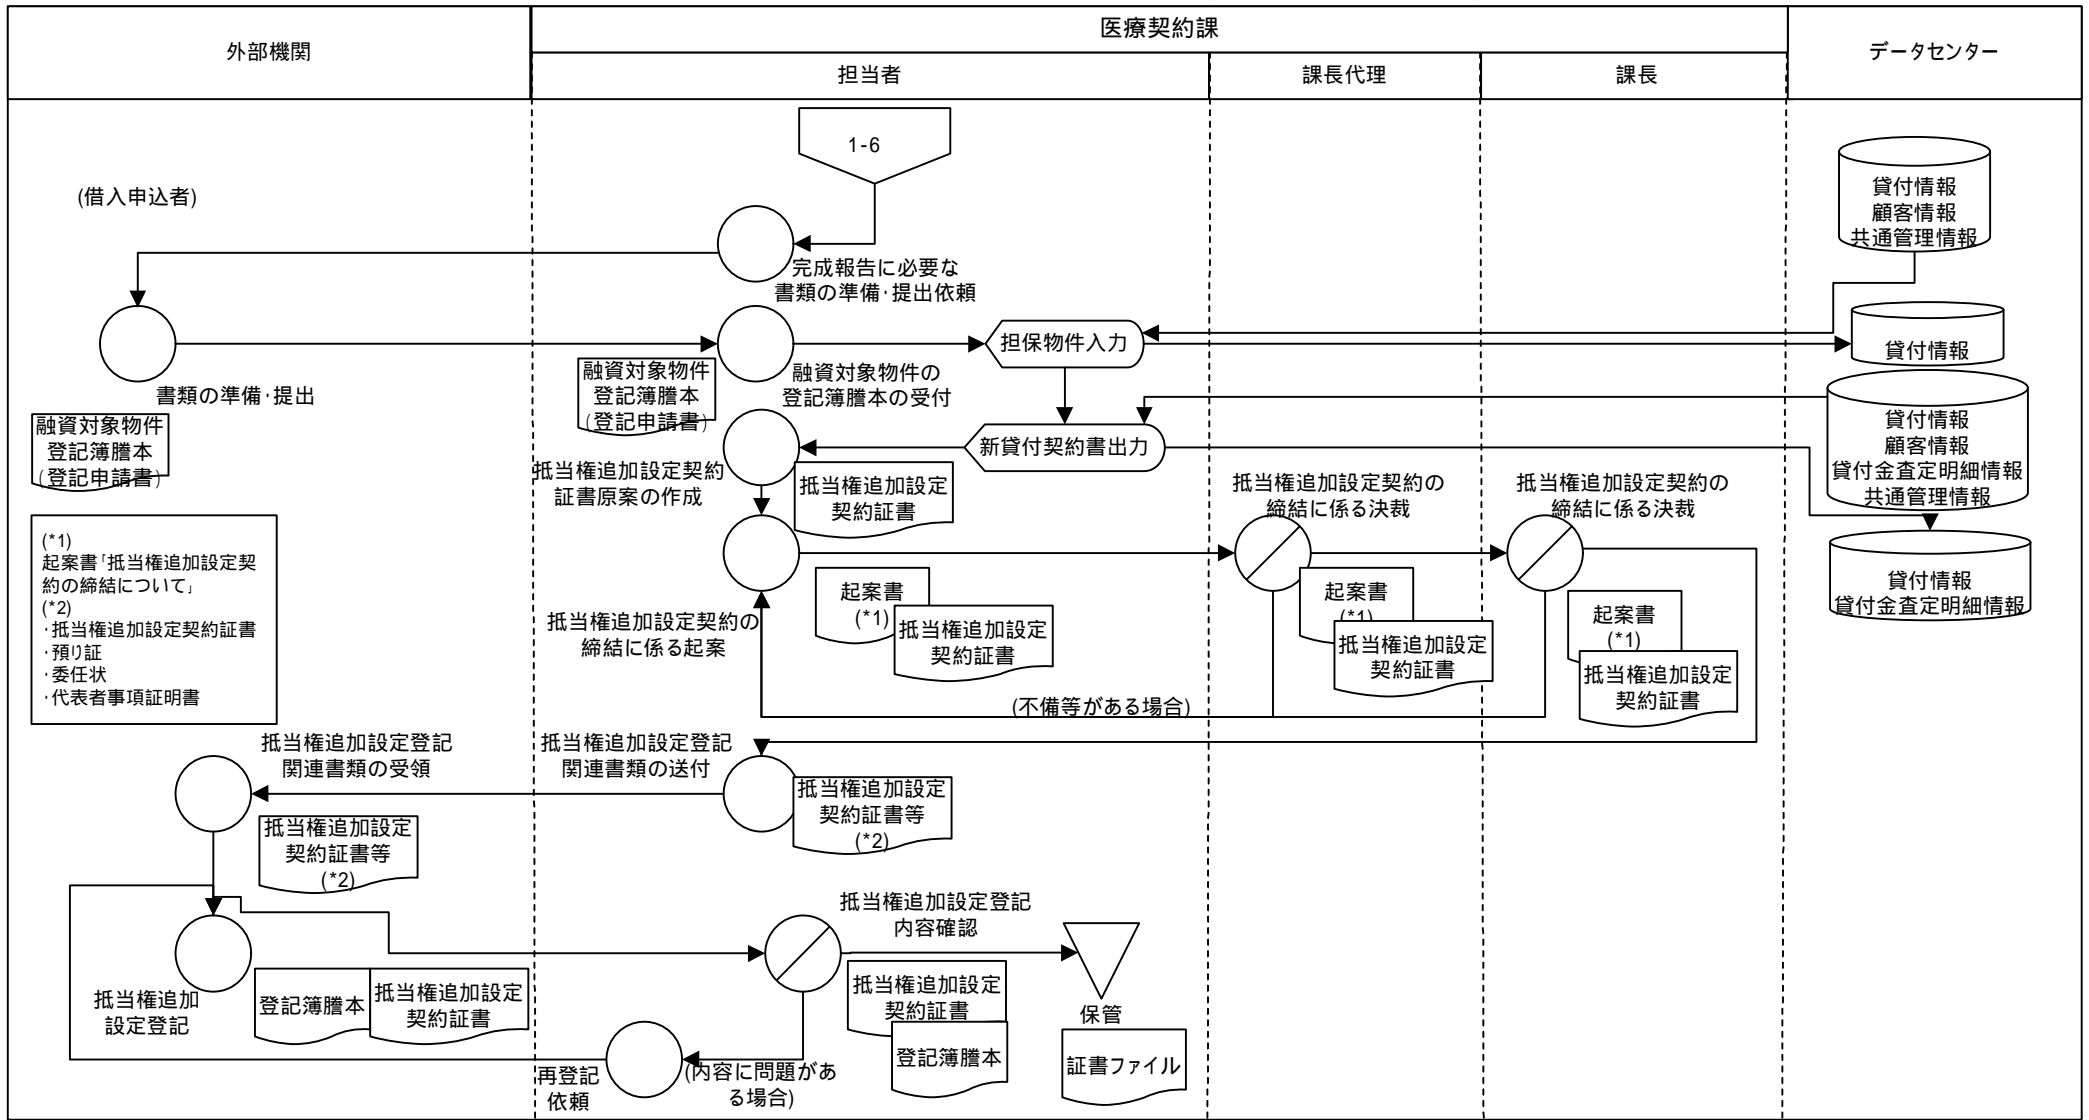 外部機関
医療契約課
担当者
課長代理
課長
データセンター
1-6
(借入申込者)
貸付情報
顧客情報
共通管理情報
完成報告に必要な
書類の準備･提出依頼
担保物件入力
貸付情報
書類の準備･提出
融資対象物件
登記簿謄本
(登記申請書)
融資対象物件の
登記簿謄本の受付
融資対象物件
登記簿謄本
(登記申請書)
新貸付契約書出力
貸付情報
顧客情報
貸付金査定明細情報
共通管理情報
抵当権追加設定契約
証書原案の作成
抵当権追加設定
契約証書
抵当権追加設定契約の
締結に係る決裁
抵当権追加設定契約の
締結に係る決裁
(*1)
起案書｢抵当権追加設定契
約の締結について｣
(*2)
･抵当権追加設定契約証書
･預り証
･委任状
･代表者事項証明書
貸付情報
貸付金査定明細情報
抵当権追加設定契約の
締結に係る起案
起案書
(*1)
抵当権追加設定
契約証書
起案書
(*1)
抵当権追加設定
契約証書
起案書
(*1)
抵当権追加設定
契約証書
(不備等がある場合)
抵当権追加設定登記
関連書類の受領
抵当権追加設定登記
関連書類の送付
抵当権追加設定
契約証書等
(*2)
抵当権追加設定
契約証書等
(*2)
抵当権追加設定登記
内容確認
抵当権追加
設定登記
登記簿謄本
抵当権追加設定
契約証書
抵当権追加設定
契約証書
登記簿謄本
保管
証書ファイル
再登記
依頼
(内容に問題があ
る場合)